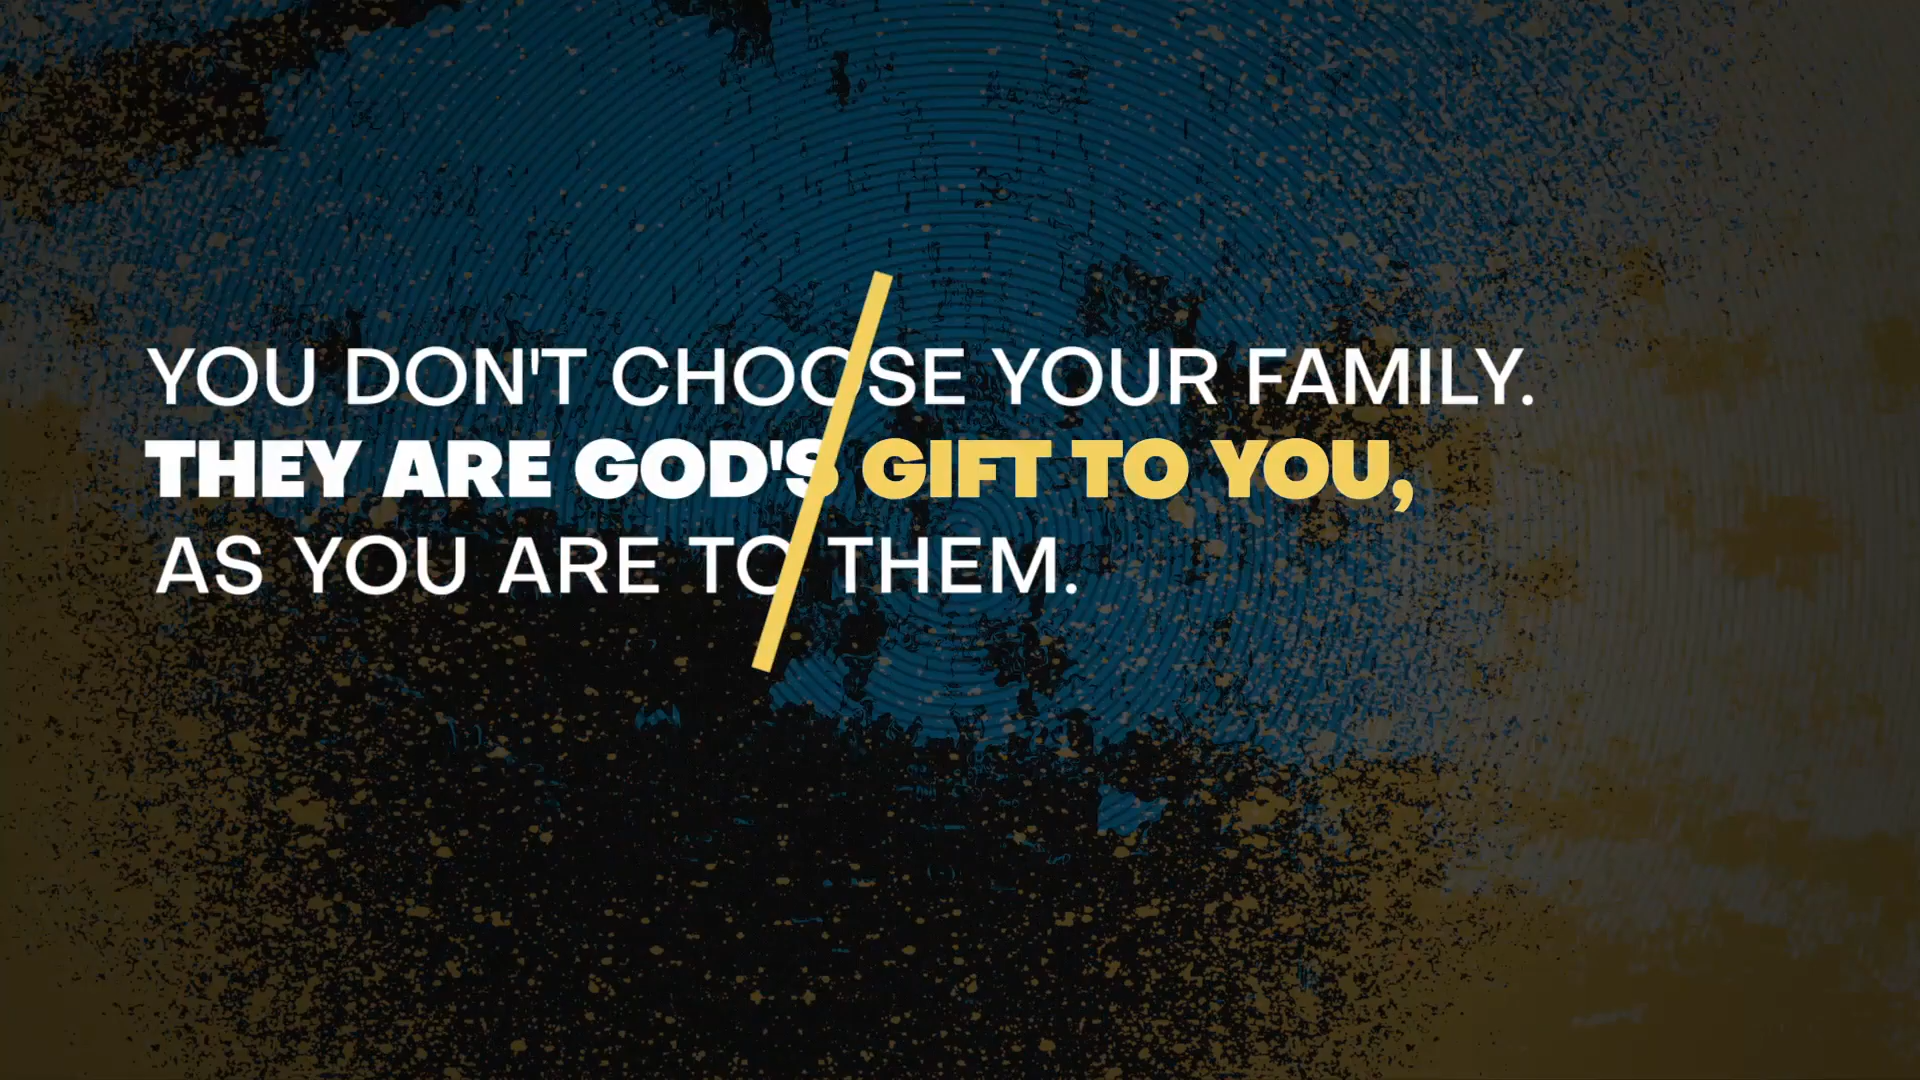 YOU DON'T CHOOSE YOUR FAMILY.
THEY ARE GOD'S GIFT TO YOU,
AS YOU ARE TO THEM.